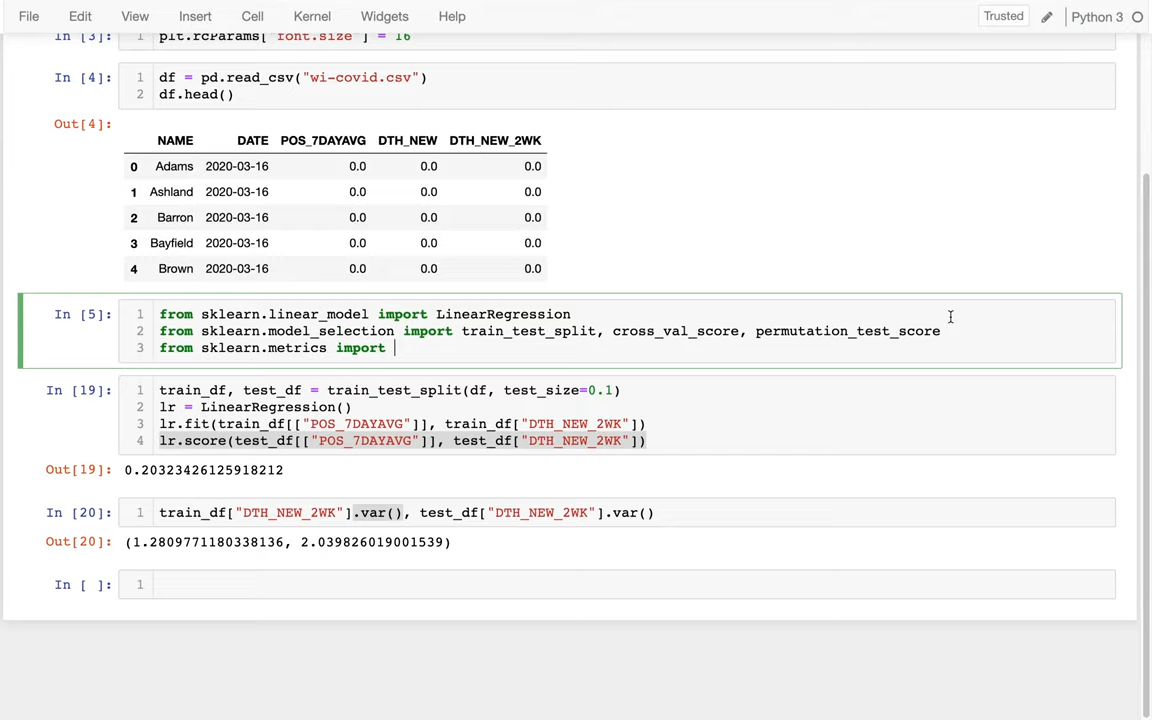 File Edit View Insert Cell Kernel Widgets Help Trusted Python 3
In [3]: 1 plt.rcParams["font.size"] = 16
In [4]: 1 df = pd.read_csv("wi-covid.csv")
2 df.head()
Out[4]:
NAME DATE POS_7DAYAVG DTH_NEW DTH_NEW_2WK
0 Adams 2020-03-16 0.0 0.0 0.0
1 Ashland 2020-03-16 0.0 0.0 0.0
2 Barron 2020-03-16 0.0 0.0 0.0
3 Bayfield 2020-03-16 0.0 0.0 0.0
4 Brown 2020-03-16 0.0 0.0 0.0
In [5]: 1 from sklearn.linear_model import LinearRegression
2 from sklearn.model_selection import train_test_split, cross_val_score, permutation_test_score
3 from sklearn.metrics import
In [19]: 1 train_df, test_df = train_test_split(df, test_size=0.1)
2 lr = LinearRegression()
3 lr.fit(train_df[["POS_7DAYAVG"]], train_df["DTH_NEW_2WK"])
4 lr.score(test_df[["POS_7DAYAVG"]], test_df["DTH_NEW_2WK"])
Out[19]: 0.20323426125918212
In [20]: 1 train_df["DTH_NEW_2WK"].var(), test_df["DTH_NEW_2WK"].var()
Out[20]: (1.2809771180338136, 2.039826019001539)
In [ ]: 1